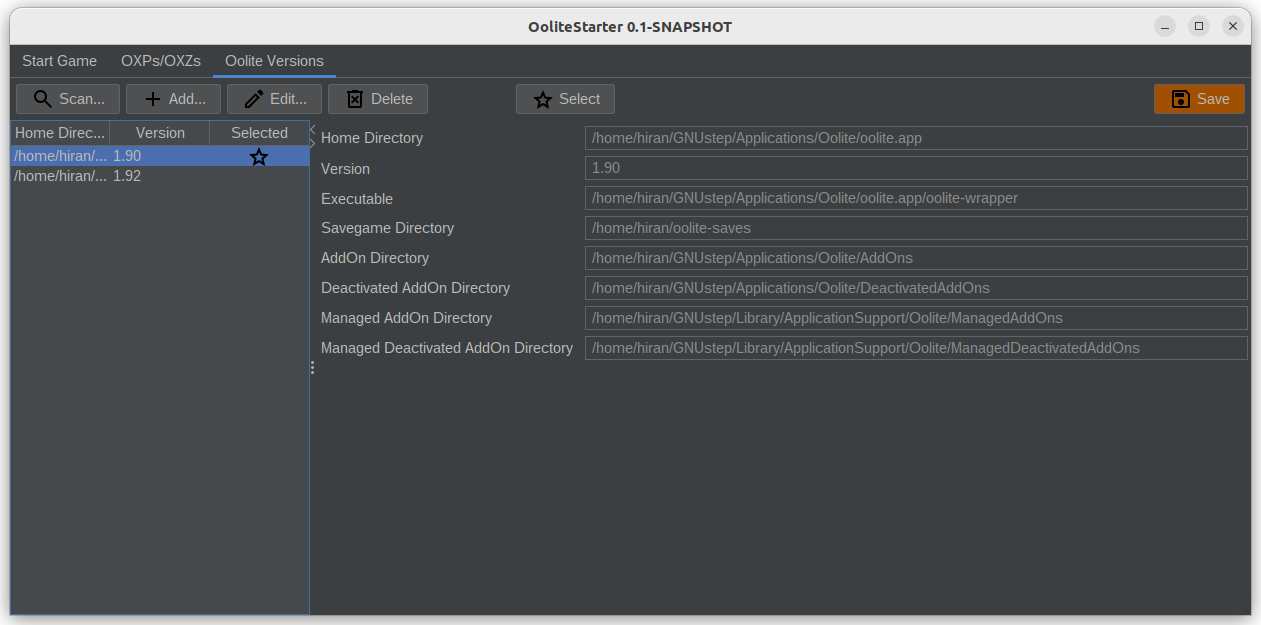 OoliteStarter 0.1-SNAPSHOT
Start Game OXPs/OXZs Oolite Versions
Scan... Add... Edit... Delete Select Save
Home Direc... Version Selected
/home/hiran/... 1.90
/home/hiran/... 1.92
Home Directory /home/hiran/GNUstep/Applications/Oolite/oolite.app
Version 1.90
Executable /home/hiran/GNUstep/Applications/Oolite/oolite.app/oolite-wrapper
Savegame Directory /home/hiran/oolite-saves
AddOn Directory /home/hiran/GNUstep/Applications/Oolite/AddOns
Deactivated AddOn Directory /home/hiran/GNUstep/Applications/Oolite/DeactivatedAddOns
Managed AddOn Directory /home/hiran/GNUstep/Library/ApplicationSupport/Oolite/ManagedAddOns
Managed Deactivated AddOn Directory /home/hiran/GNUstep/Library/ApplicationSupport/Oolite/ManagedDeactivatedAddOns